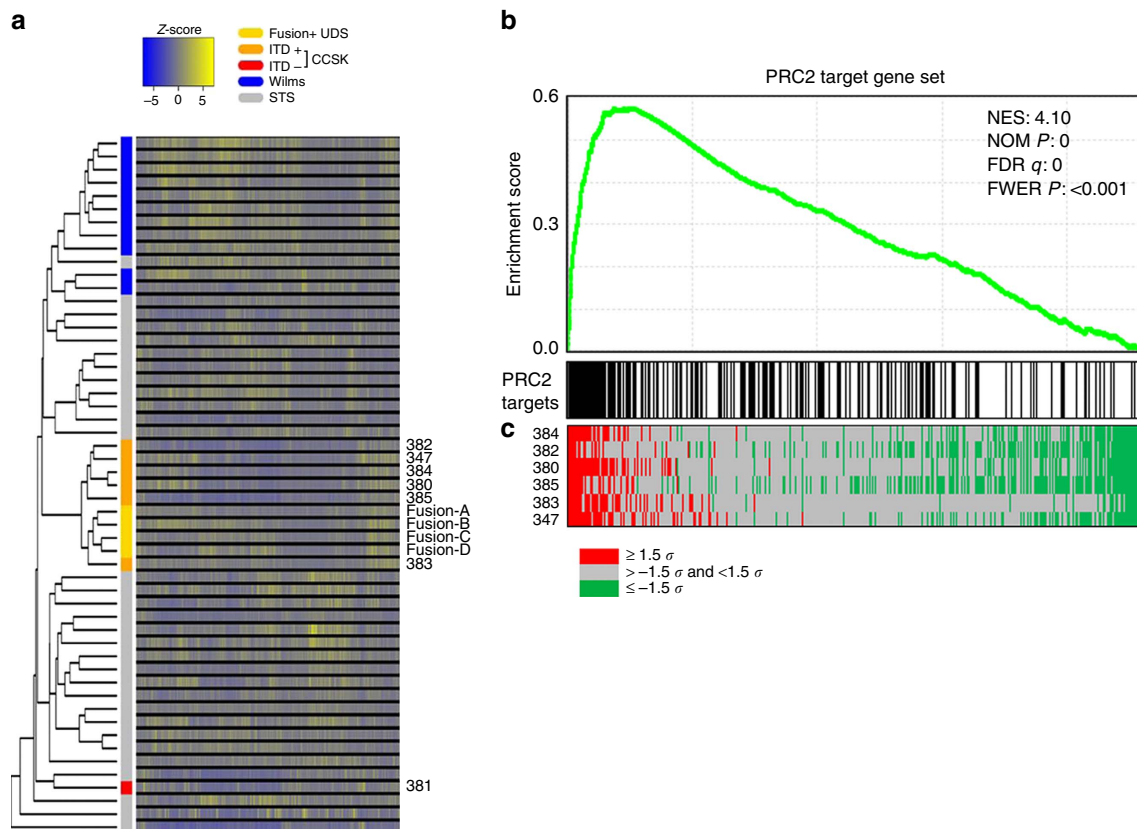 a
Z-score
–5 0 5
Fusion+ UDS
ITD +
ITD –
CCSK
Wilms
STS
382
347
384
380
385
Fusion-A
Fusion-B
Fusion-C
Fusion-D
383
381
b
PRC2 target gene set
0.6
0.3
0.0
Enrichment score
NES: 4.10
NOM P: 0
FDR q: 0
FWER P: <0.001
PRC2
targets
c
384
382
380
385
383
347
≥ 1.5 σ
> –1.5 σ and <1.5 σ
≤ –1.5 σ